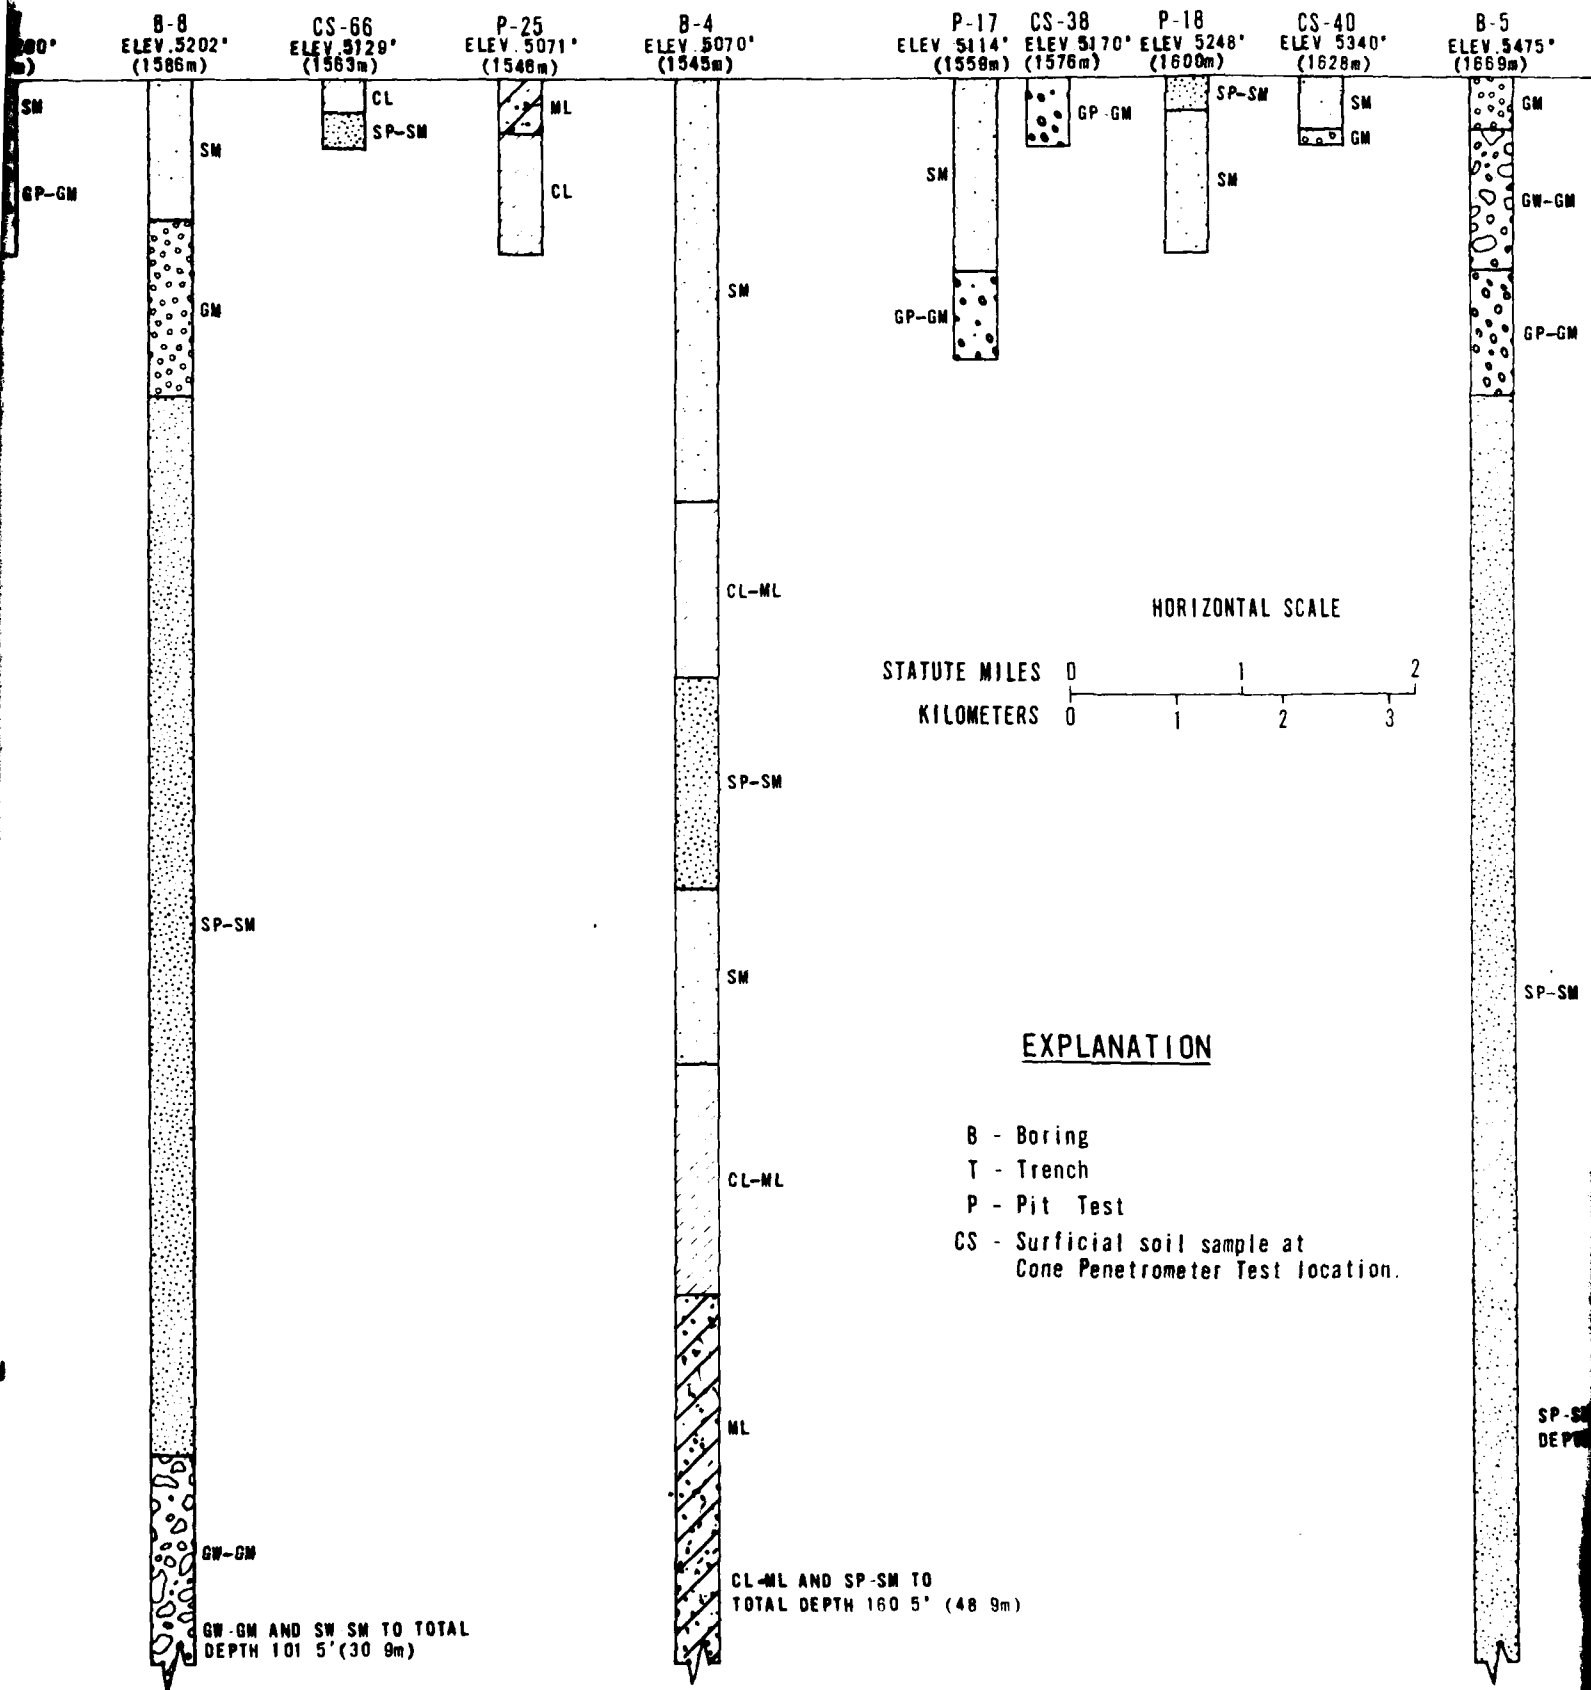 B-8
ELEV.5202'
(1586m)
CS-66
ELEV.5129'
(1563m)
P-25
ELEV.5071'
(1546m)
B-4
ELEV.5070'
(1545m)
P-17
ELEV.5114'
(1559m)
CS-38
ELEV.5170'
(1576m)
P-18
ELEV.5248'
(1600m)
CS-40
ELEV.5340'
(1628m)
B-5
ELEV.5475'
(1669m)
SM
GP-GM
SM
GM
SP-SM
GW-GM
GW-GM AND SW SM TO TOTAL
DEPTH 101 5'(30 9m)
CL
SP-SM
ML
CL
SM
CL-ML
SP-SM
SM
CL-ML
ML
CL-ML AND SP-SM TO
TOTAL DEPTH 160 5' (48 9m)
SM
GP-GM
GP-GM
SP-SM
SM
SM
GM
GM
GW-GM
GP-GM
SP-SM
HORIZONTAL SCALE
STATUTE MILES 0 1 2
KILOMETERS 0 1 2 3
EXPLANATION
B - Boring
T - Trench
P - Pit Test
CS - Surficial soil sample at
Cone Penetrometer Test location.